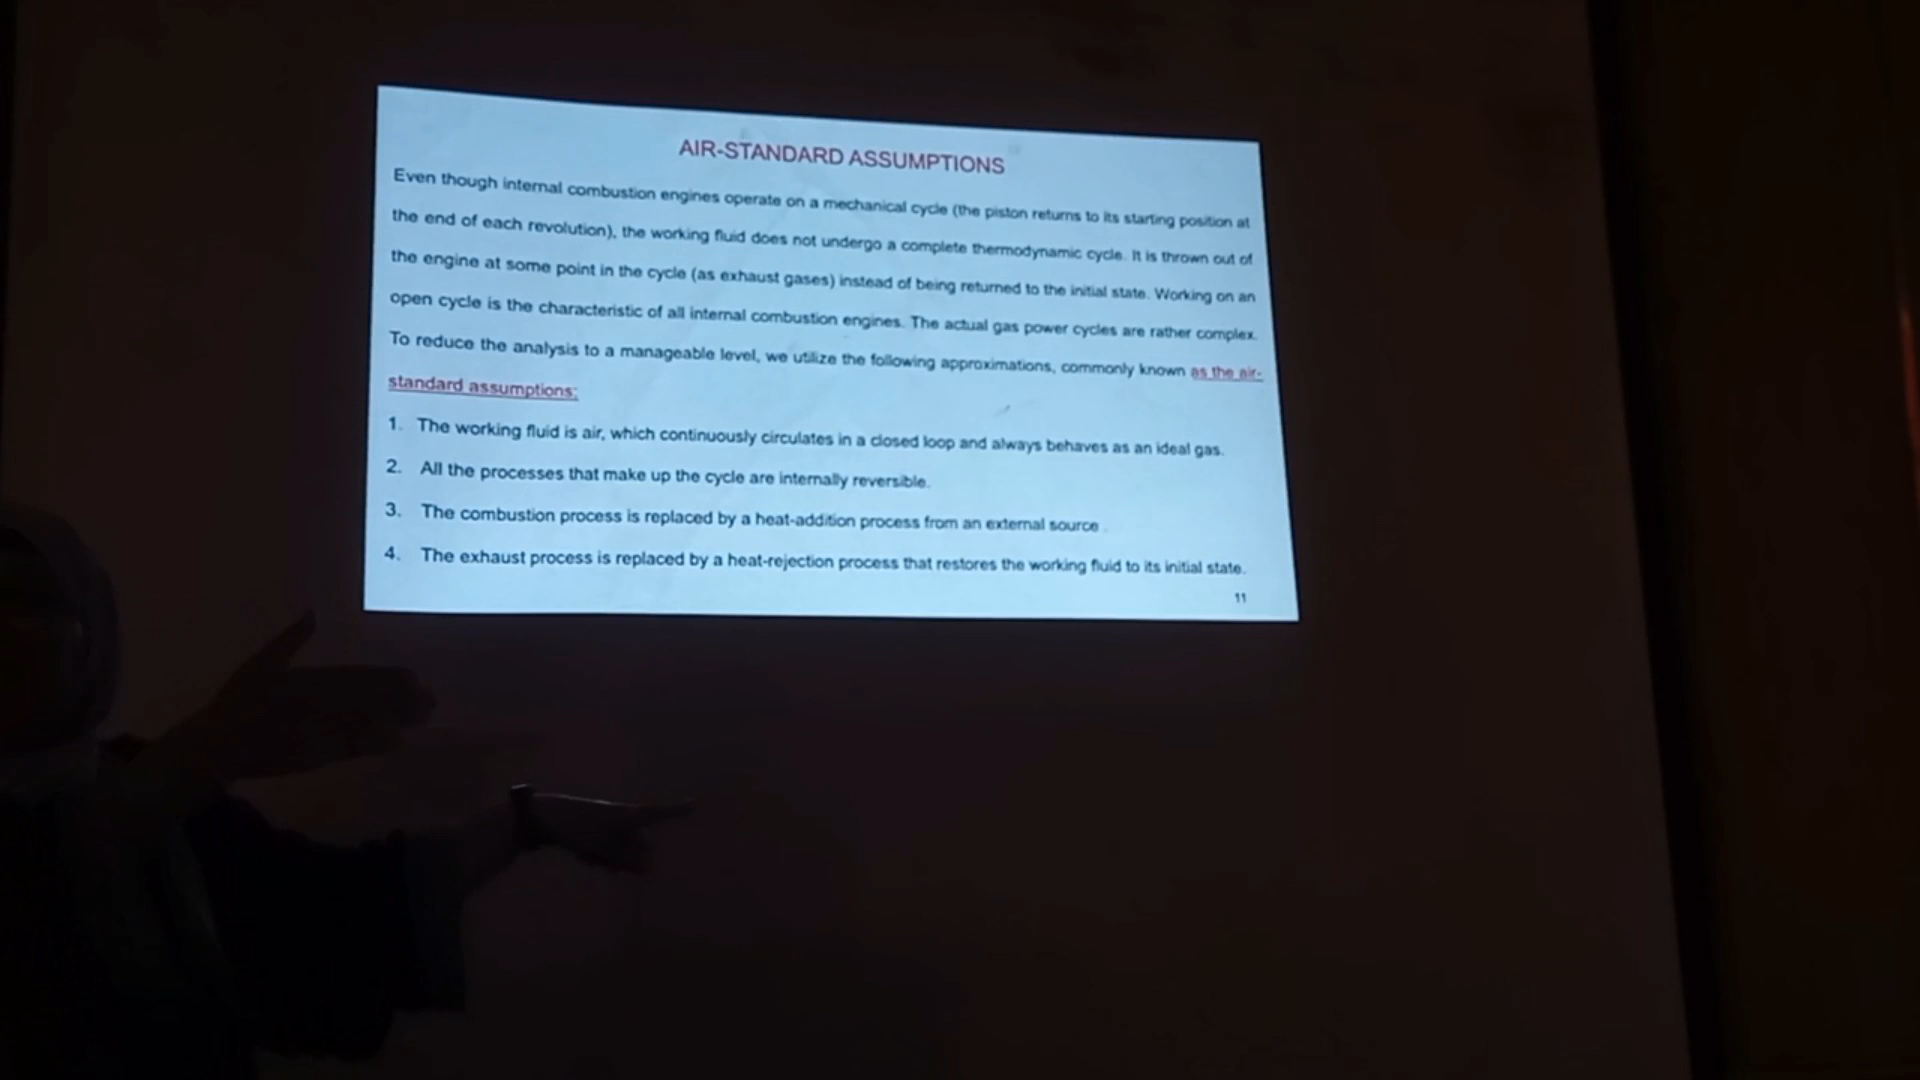 AIR-STANDARD ASSUMPTIONS
Even though internal combustion engines operate on a mechanical cycle (the piston returns to its starting position at
the end of each revolution), the working fluid does not undergo a complete thermodynamic cycle. It is thrown out of
the engine at some point in the cycle (as exhaust gases) instead of being returned to the initial state. Working on an
open cycle is the characteristic of all internal combustion engines. The actual gas power cycles are rather complex.
To reduce the analysis to a manageable level, we utilize the following approximations, commonly known as the air-
standard assumptions:
1. The working fluid is air, which continuously circulates in a closed loop and always behaves as an ideal gas.
2. All the processes that make up the cycle are internally reversible.
3. The combustion process is replaced by a heat-addition process from an external source.
4. The exhaust process is replaced by a heat-rejection process that restores the working fluid to its initial state.
11